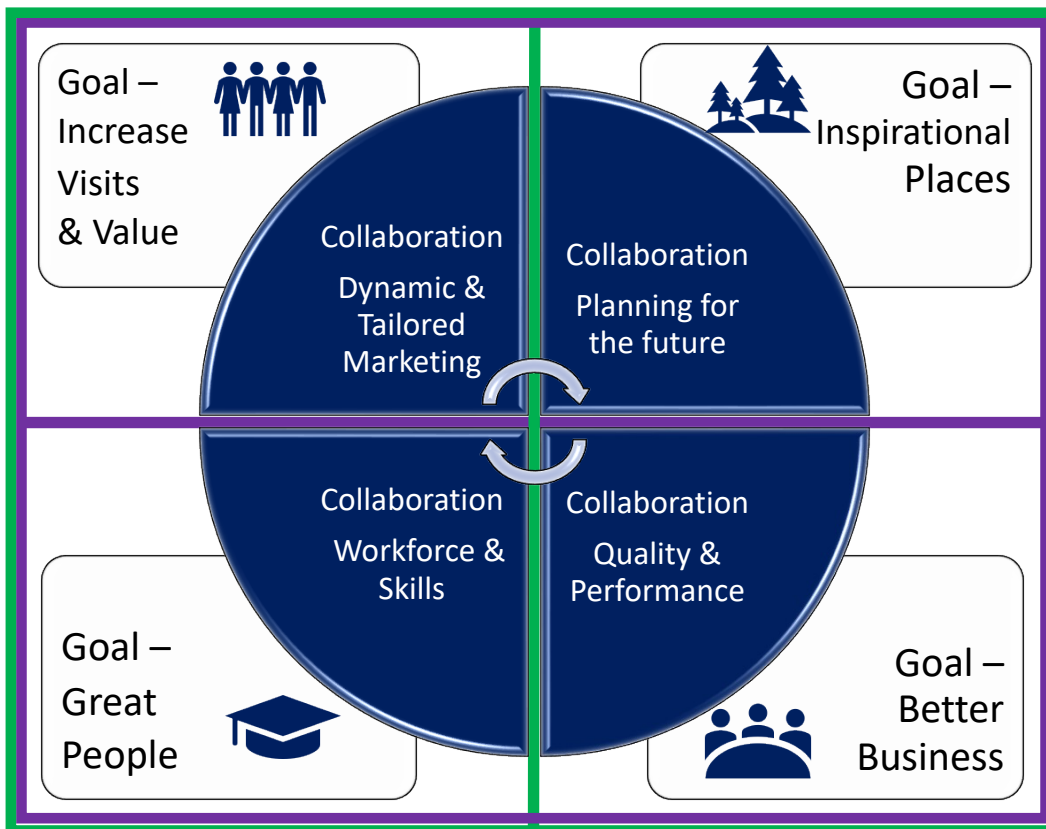 Goal –
Increase
Visits
& Value
Goal –
Inspirational
Places
Collaboration
Dynamic &
Tailored
Marketing
Collaboration
Planning for
the future
Collaboration
Workforce &
Skills
Collaboration
Quality &
Performance
Goal –
Great
People
Goal –
Better
Business